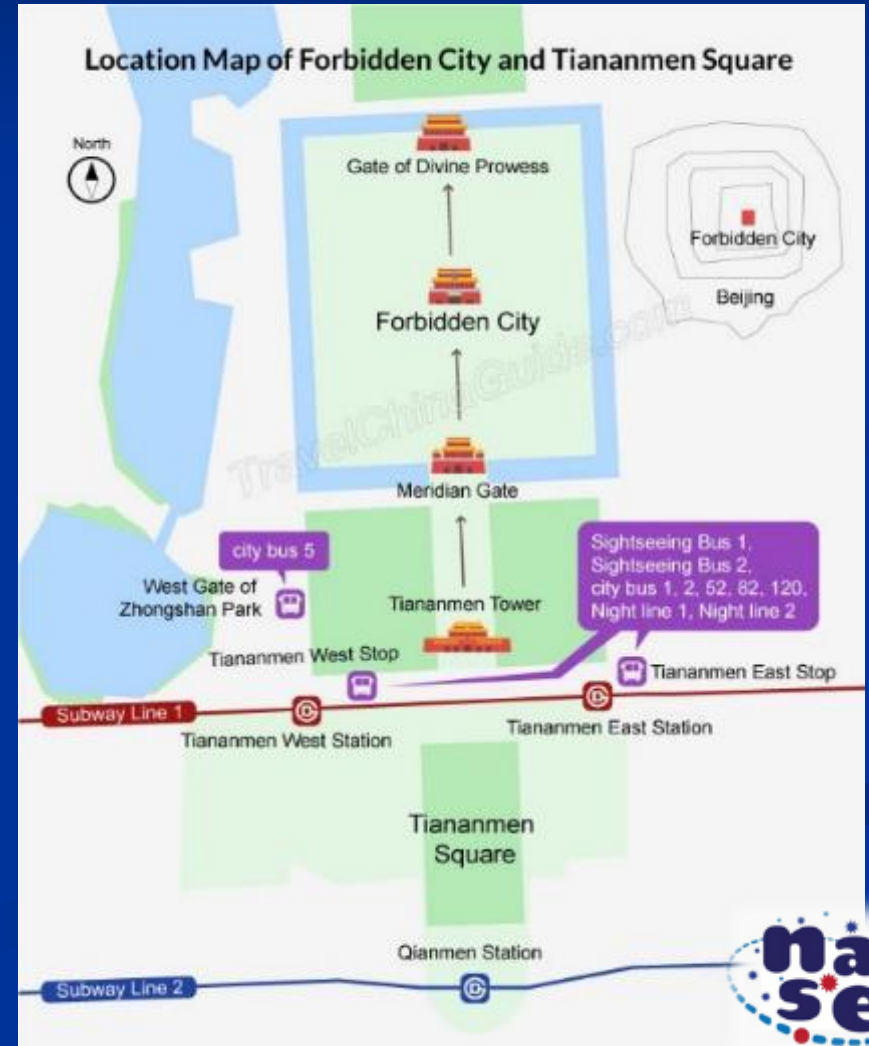 Location Map of Forbidden City and Tiananmen Square
North
Gate of Divine Prowess
Forbidden City
Beijing
Forbidden City
TravelChinaGuide.com
Meridian Gate
city bus 5
West Gate of
Zhongshan Park
Sightseeing Bus 1,
Sightseeing Bus 2,
city bus 1, 2, 52, 82, 120,
Night line 1, Night line 2
Tiananmen Tower
Tiananmen West Stop
Tiananmen East Stop
Subway Line 1
Tiananmen West Station
Tiananmen East Station
Tiananmen
Square
Qianmen Station
Subway Line 2
na
se